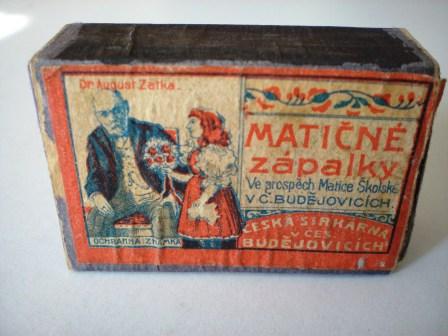 Dr. August Zátka.
MATIČNÉ
zápalky
Ve prospěch Matice Školské
V Č. BUDĚJOVICÍCH.
OCHRANNÁ ZNÁMKA
ČESKÁ SIRKÁRNA
V ČES.
BUDĚJOVICÍCH